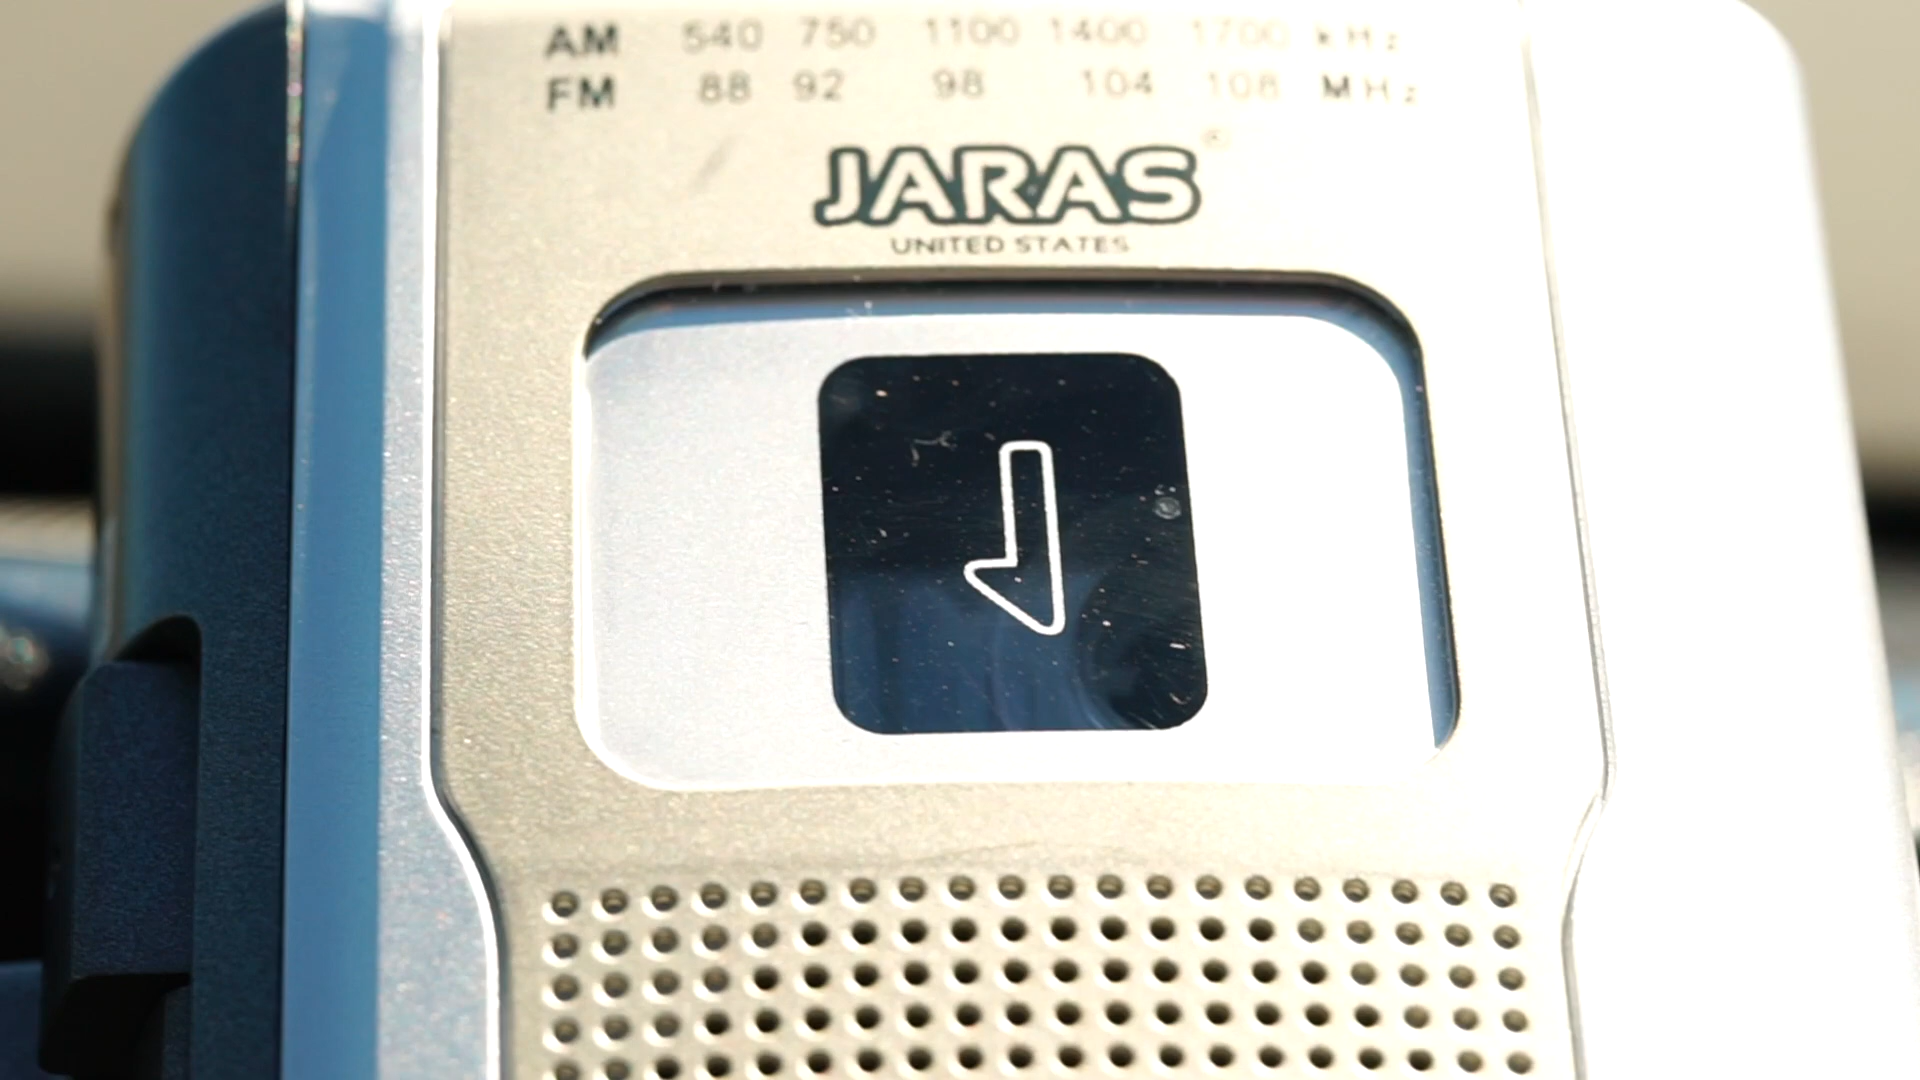 AM 540 750 1100 1400 1700 kHz
FM 88 92 98 104 108 MHz
JARAS®
UNITED STATES